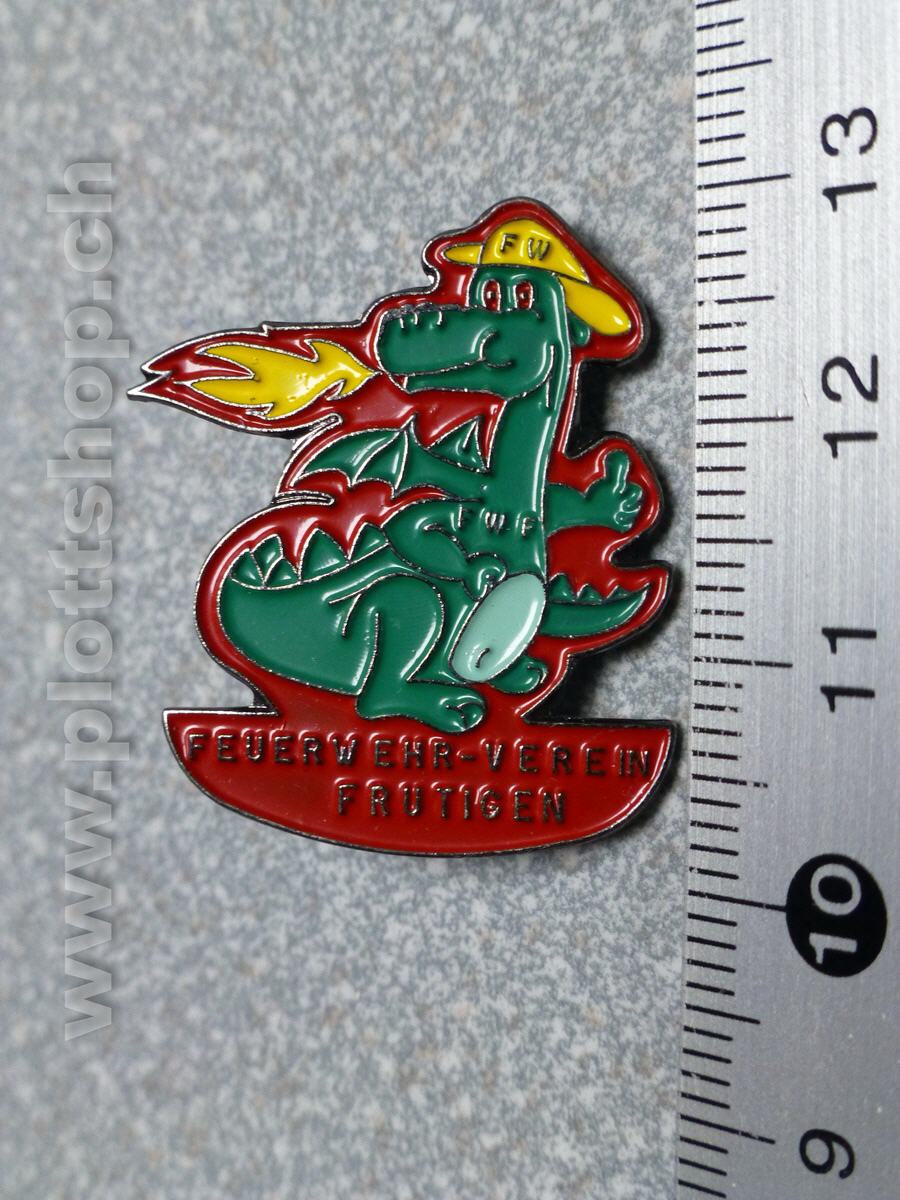 FW
FWF
FEUERWEHR-VEREIN
FRUTIGEN
www.plottshop.ch
13
12
11
10
9